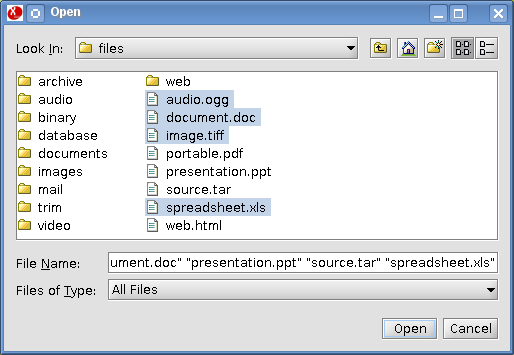 Open
Look In: files
archive
audio
binary
database
documents
images
mail
trim
video
web
audio.ogg
document.doc
image.tiff
portable.pdf
presentation.ppt
source.tar
spreadsheet.xls
web.html
File Name: ument.doc" "presentation.ppt" "source.tar" "spreadsheet.xls"
Files of Type: All Files
Open Cancel